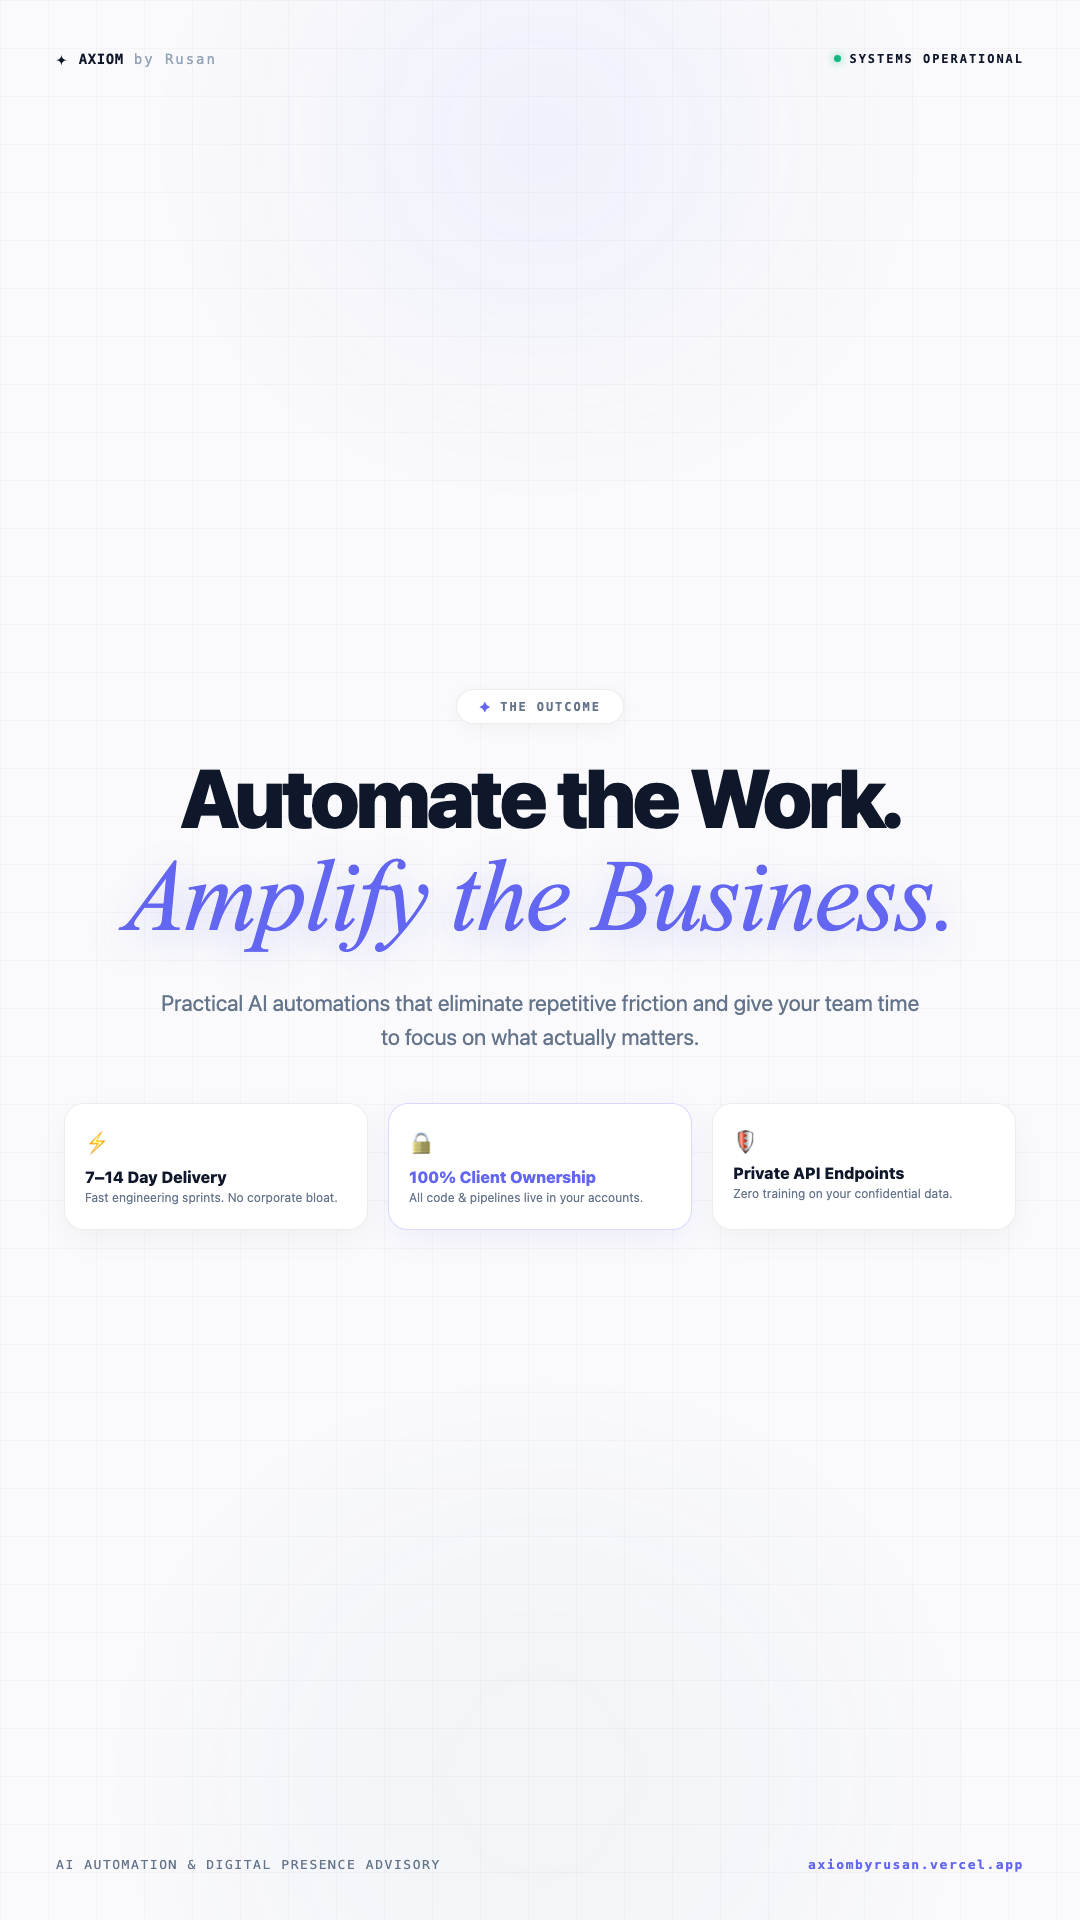 ✦ AXIOM by Rusan
SYSTEMS OPERATIONAL
✦ THE OUTCOME
Automate the Work.
Amplify the Business.
Practical AI automations that eliminate repetitive friction and give your team time
to focus on what actually matters.
7–14 Day Delivery
Fast engineering sprints. No corporate bloat.
100% Client Ownership
All code & pipelines live in your accounts.
Private API Endpoints
Zero training on your confidential data.
AI AUTOMATION & DIGITAL PRESENCE ADVISORY
axiombyrusan.vercel.app